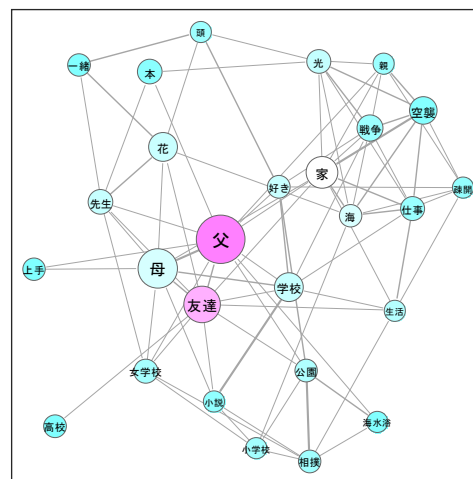 頭
一緒
本
光
親
空襲
戦争
花
家
好き
疎開
先生
海
仕事
父
母
上手
学校
友達
生活
女学校
公園
小説
海水浴
高校
小学校
相撲